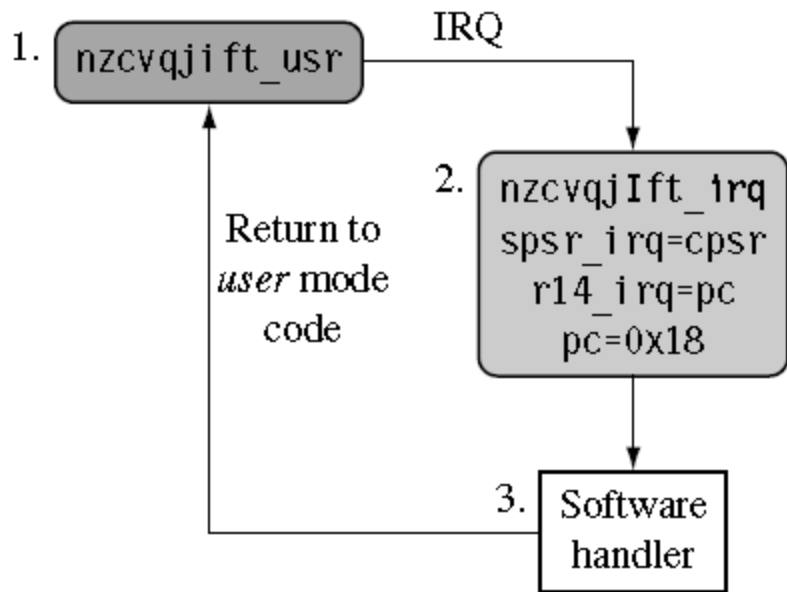 1.
nzcvqjift_usr
IRQ
2.
nzcvqjIft_irq
spsr_irq=cpsr
r14_irq=pc
pc=0x18
Return to
user mode
code
3.
Software
handler